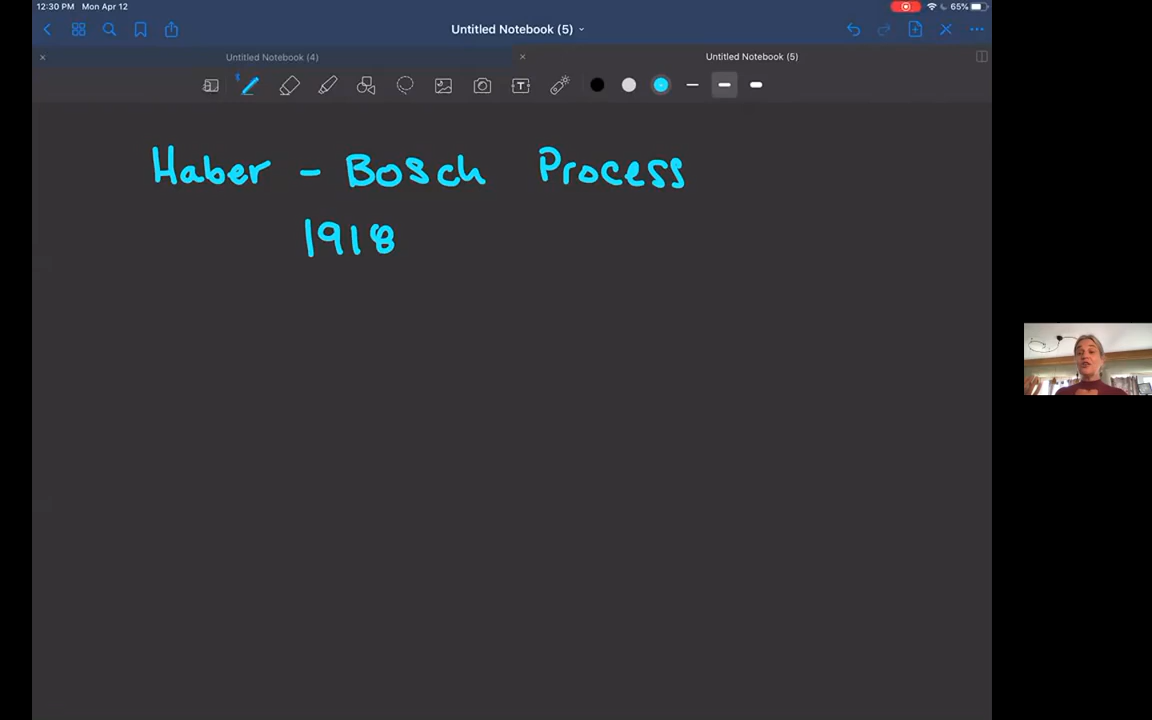 12:30 PM Mon Apr 12
65%
Untitled Notebook (5)
Untitled Notebook (4)
Untitled Notebook (5)
T
Haber - Bosch Process
1918